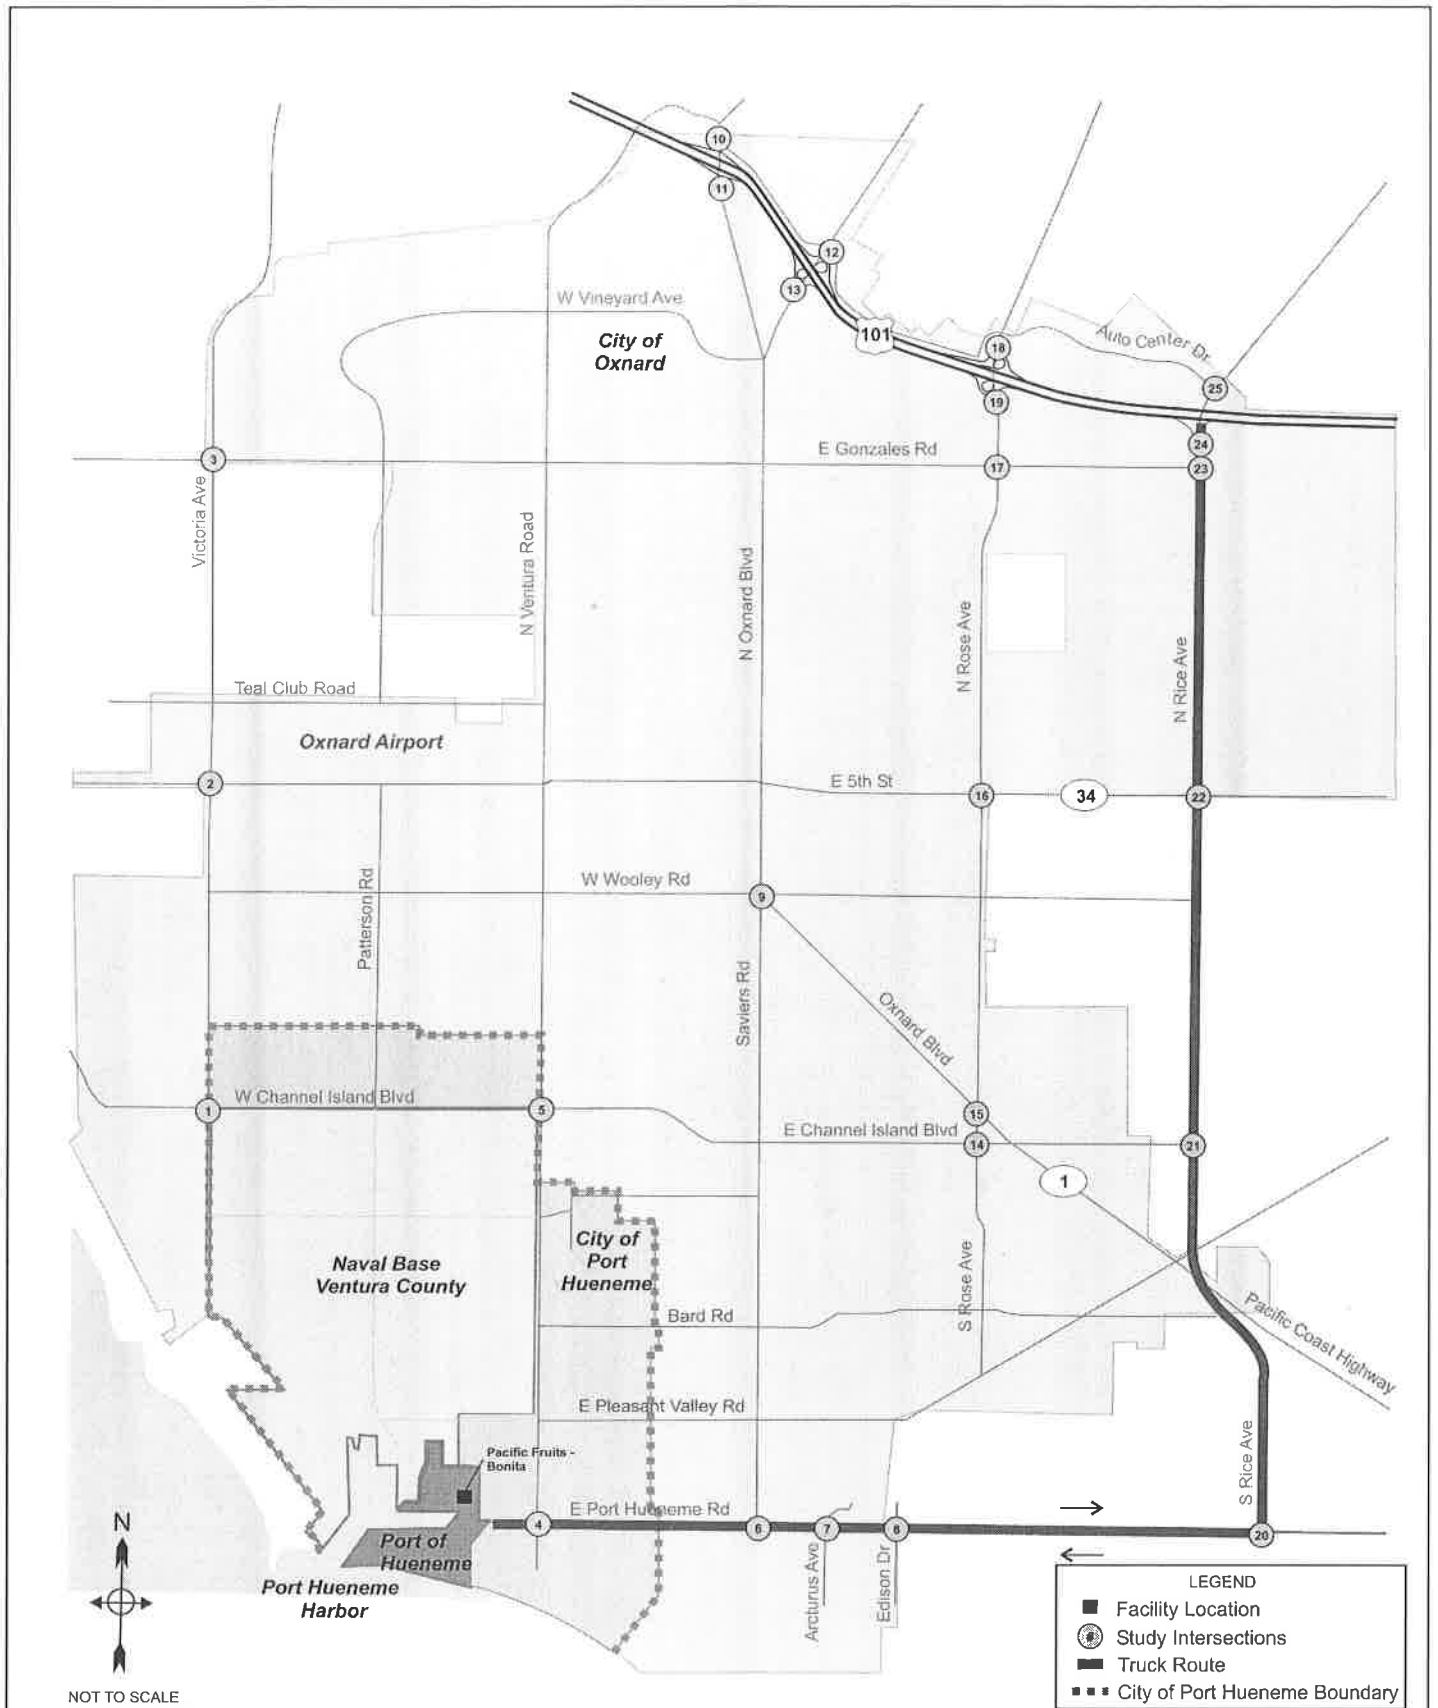 10
11
12
13
W Vineyard Ave
City of
Oxnard
101
18
Auto Center Dr
19
25
24
3
E Gonzales Rd
17
23
Victoria Ave
N Ventura Road
N Oxnard Blvd
N Rose Ave
N Rice Ave
Teal Club Road
Oxnard Airport
2
E 5th St
16
34
22
W Wooley Rd
9
Patterson Rd
Saviers Rd
Oxnard Blvd
W Channel Island Blvd
1
5
15
E Channel Island Blvd
14
21
1
City of
Port
Hueneme
Naval Base
Ventura County
S Rose Ave
Bard Rd
Pacific Coast Highway
E Pleasant Valley Rd
S Rice Ave
Pacific Fruits -
Bonita
E Port Hueneme Rd
4
6
7
8
20
Port of
Hueneme
Port Hueneme
Harbor
Arcturus Ave
Edison Dr
N
NOT TO SCALE
LEGEND
Facility Location
#
Study Intersections
Truck Route
City of Port Hueneme Boundary